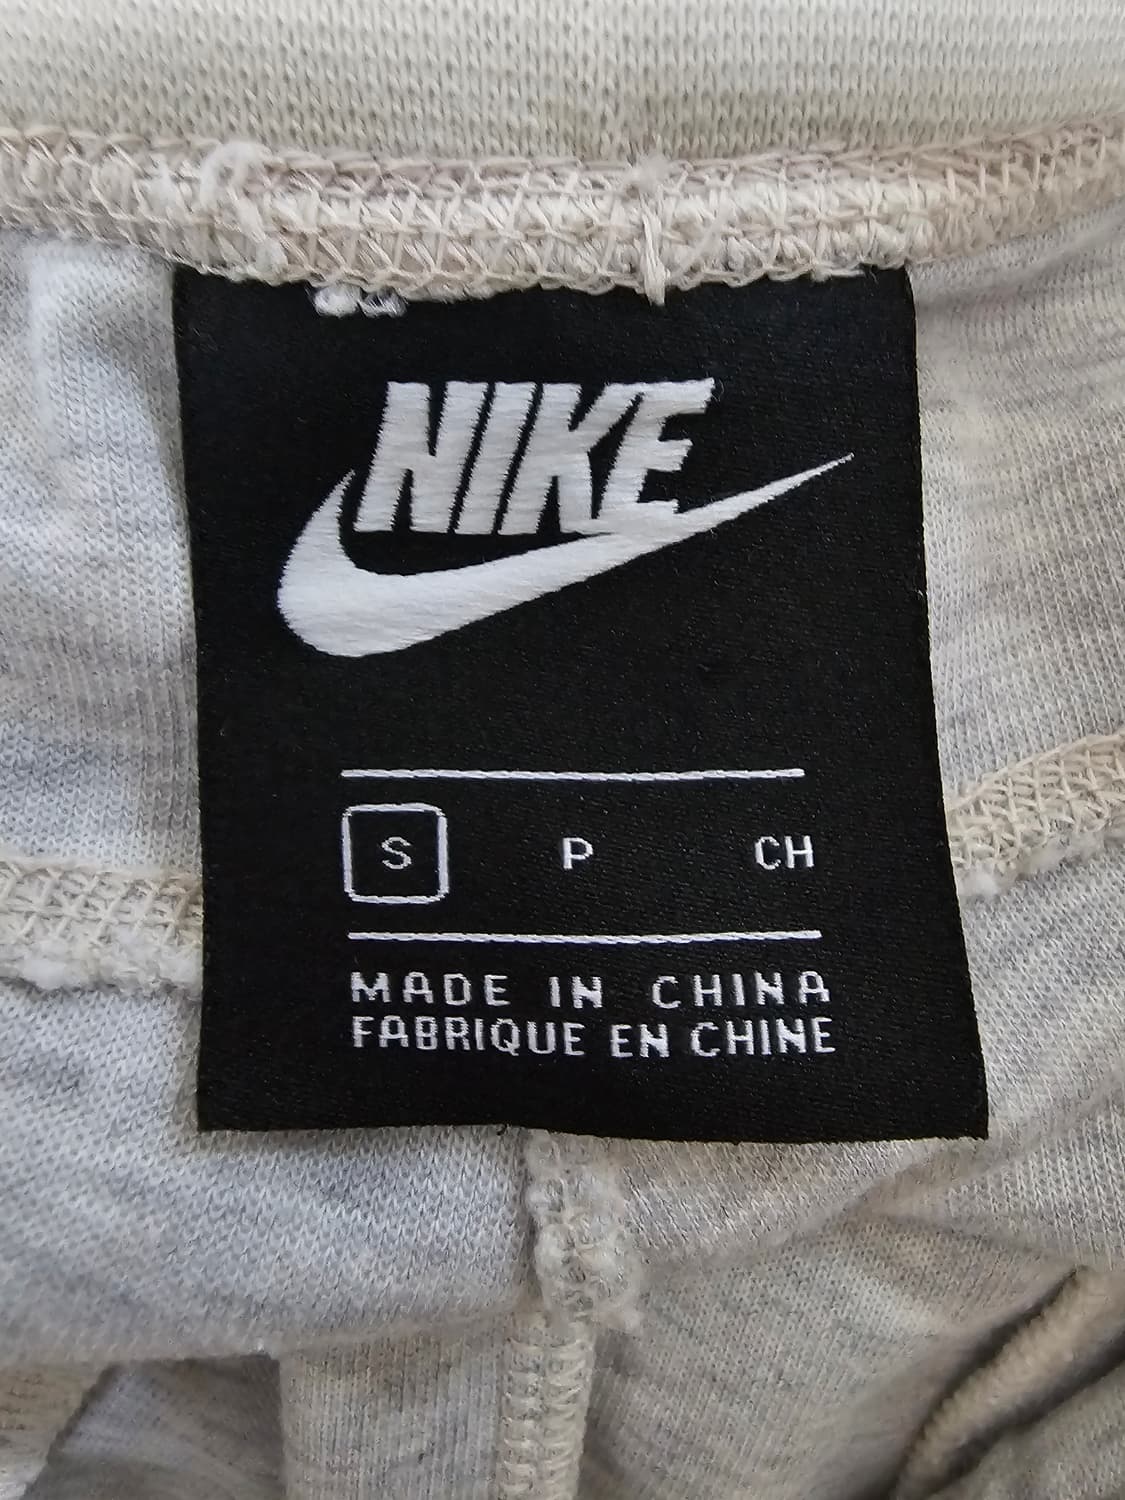 NIKE
S P CH
MADE IN CHINA
FABRIQUE EN CHINE